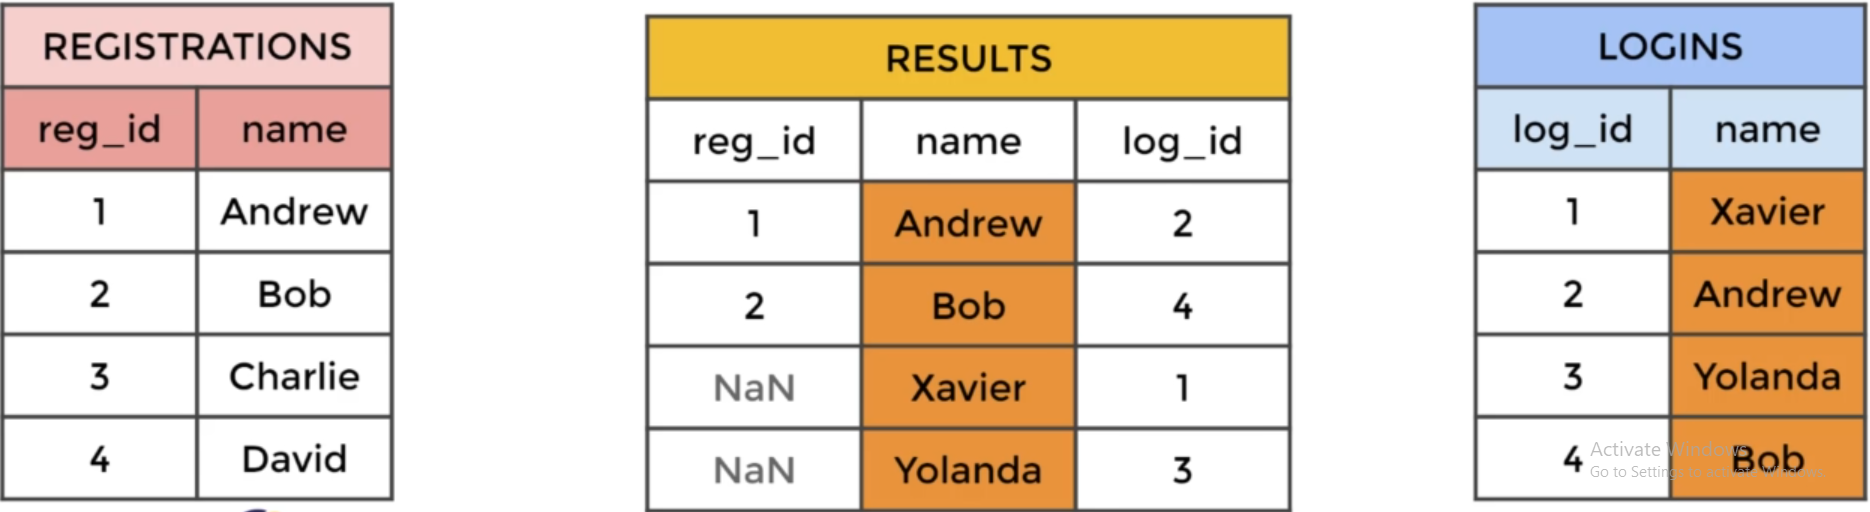 REGISTRATIONS
reg_id name
1 Andrew
2 Bob
3 Charlie
4 David
RESULTS
reg_id name log_id
1 Andrew 2
2 Bob 4
NaN Xavier 1
NaN Yolanda 3
LOGINS
log_id name
1 Xavier
2 Andrew
3 Yolanda
4 Bob
Activate Windows
Go to Settings to activate Windows.